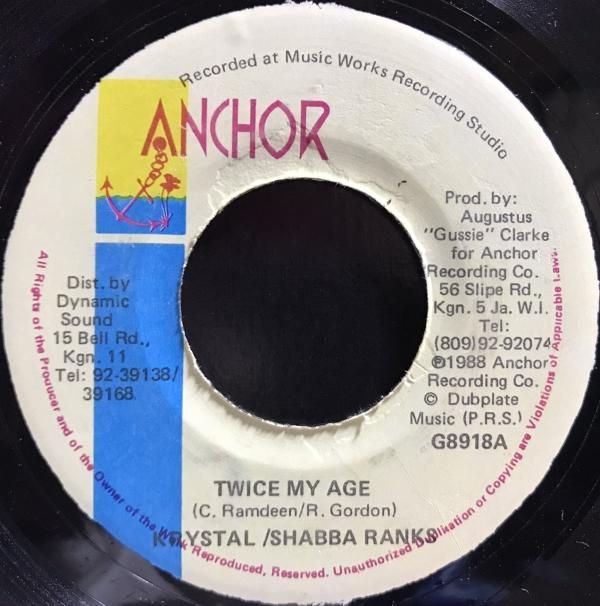 Recorded at Music Works Recording Studio
ANCHOR
Prod. by:
Augustus
"Gussie" Clarke
for Anchor
Recording Co.
56 Slipe Rd.,
Kgn. 5 Ja. W.I.
Tel:
(809)92-92074
℗1988 Anchor
Recording Co.
© Dubplate
Music (P.R.S.)
G8918A
Dist. by
Dynamic
Sound
15 Bell Rd.,
Kgn. 11
Tel: 92-39138/
39168
TWICE MY AGE
(C. Ramdeen/R. Gordon)
KRYSTAL /SHABBA RANKS
All Rights of the Producer and of the Owner of the Work Reproduced, Reserved. Unauthorized Duplisation or Copying are Violations of Applicable Laws.